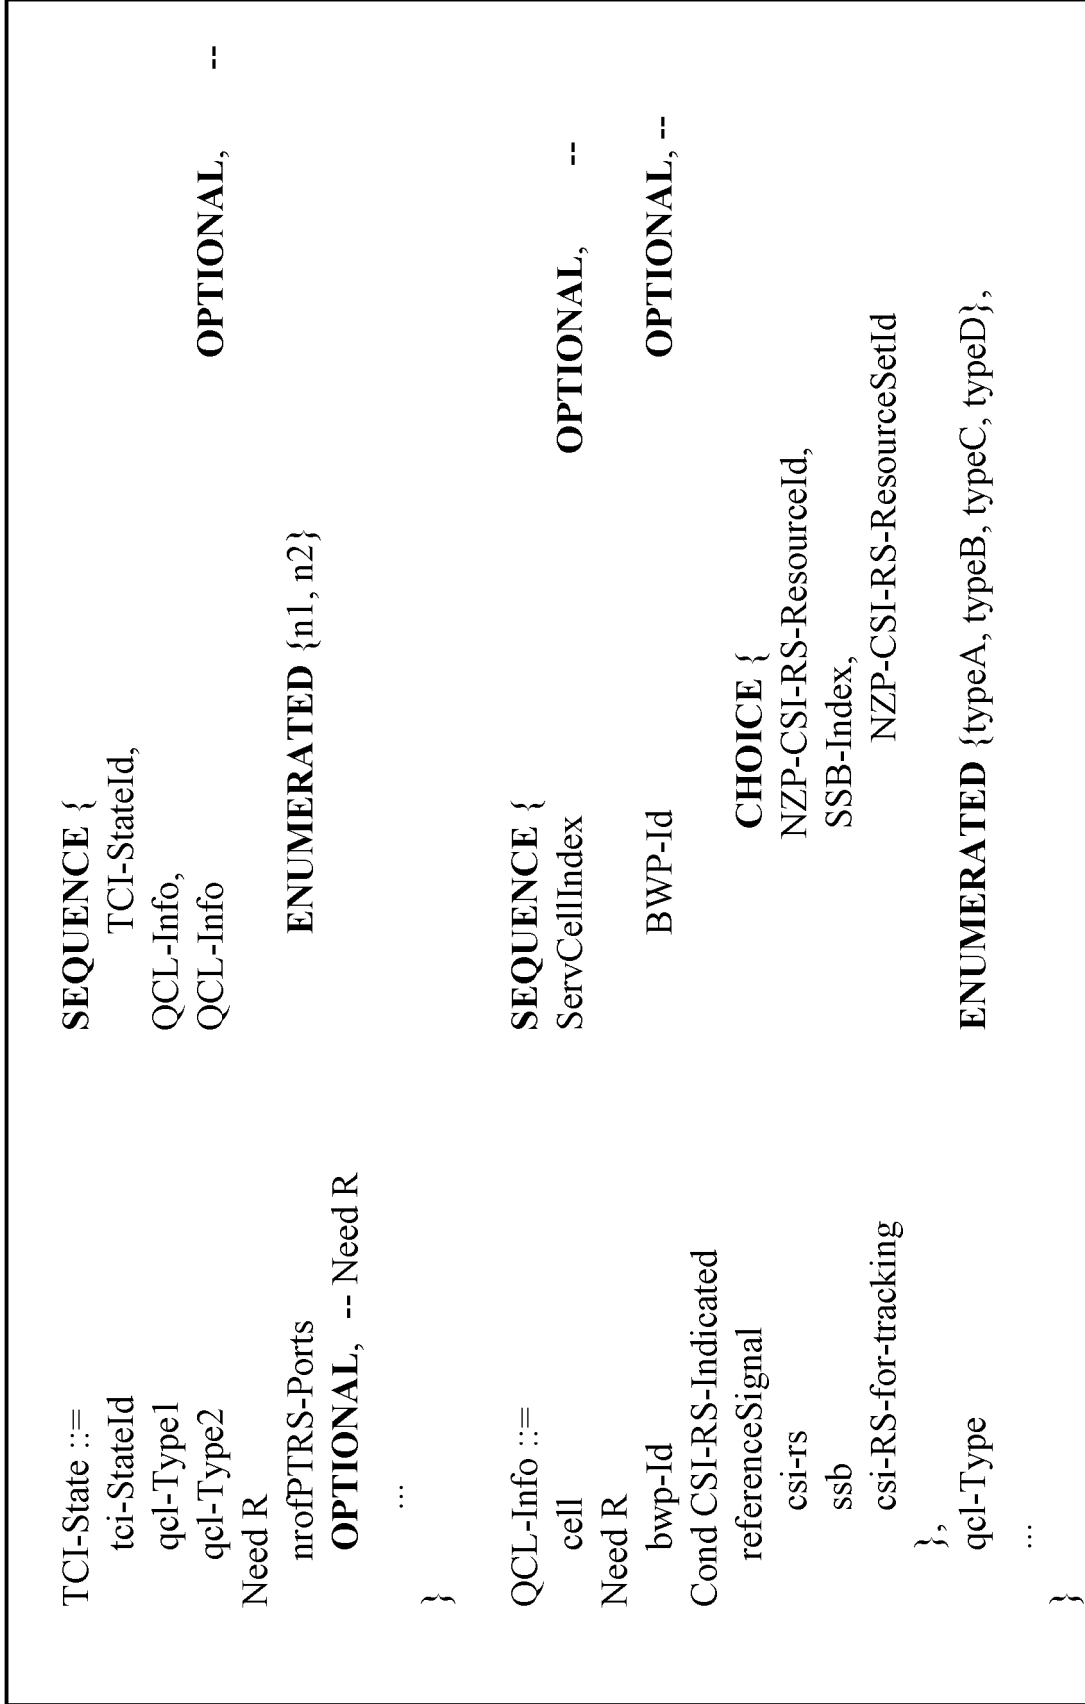 TCI-State ::= SEQUENCE {
tci-StateId TCI-StateId,
qcl-Type1 QCL-Info,
qcl-Type2 QCL-Info OPTIONAL, --
Need R
nrofPTRS-Ports ENUMERATED {n1, n2}
OPTIONAL, -- Need R
...
}
QCL-Info ::= SEQUENCE {
cell ServCellIndex OPTIONAL, --
Need R
bwp-Id BWP-Id OPTIONAL, --
Cond CSI-RS-Indicated
referenceSignal CHOICE {
csi-rs NZP-CSI-RS-ResourceId,
ssb SSB-Index,
csi-RS-for-tracking NZP-CSI-RS-ResourceSetId
},
qcl-Type ENUMERATED {typeA, typeB, typeC, typeD},
...
}